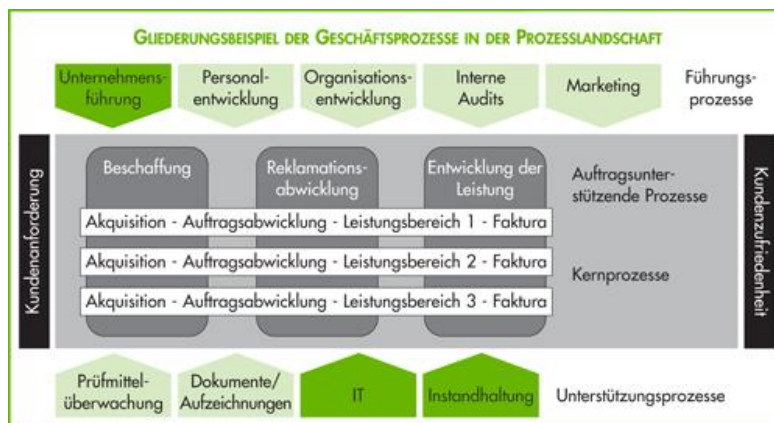 GLIEDERUNGSBEISPIEL DER GESCHÄFTSPROZESSE IN DER PROZESSLANDSCHAFT
Unternehmens-
führung
Personal-
entwicklung
Organisations-
entwicklung
Interne
Audits
Marketing
Führungs-
prozesse
Kundenanforderung
Beschaffung
Reklamations-
abwicklung
Entwicklung der
Leistung
Auftragsunter-
stützende Prozesse
Akquisition - Auftragsabwicklung - Leistungsbereich 1 - Faktura
Akquisition - Auftragsabwicklung - Leistungsbereich 2 - Faktura
Kernprozesse
Akquisition - Auftragsabwicklung - Leistungsbereich 3 - Faktura
Kundenzufriedenheit
Prüfmittel-
überwachung
Dokumente/
Aufzeichnungen
IT
Instandhaltung
Unterstützungsprozesse